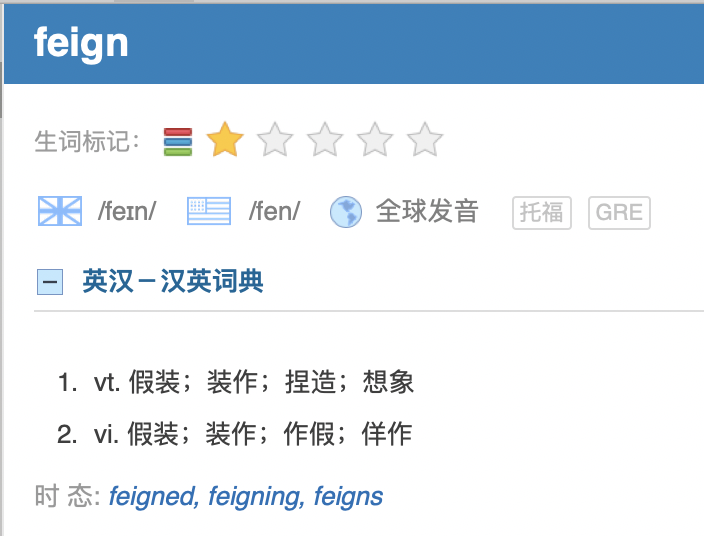 feign
生词标记：
/feɪn/ /fen/ 全球发音 托福 GRE
英汉－汉英词典
1. vt. 假装；装作；捏造；想象
2. vi. 假装；装作；作假；佯作
时 态: feigned, feigning, feigns